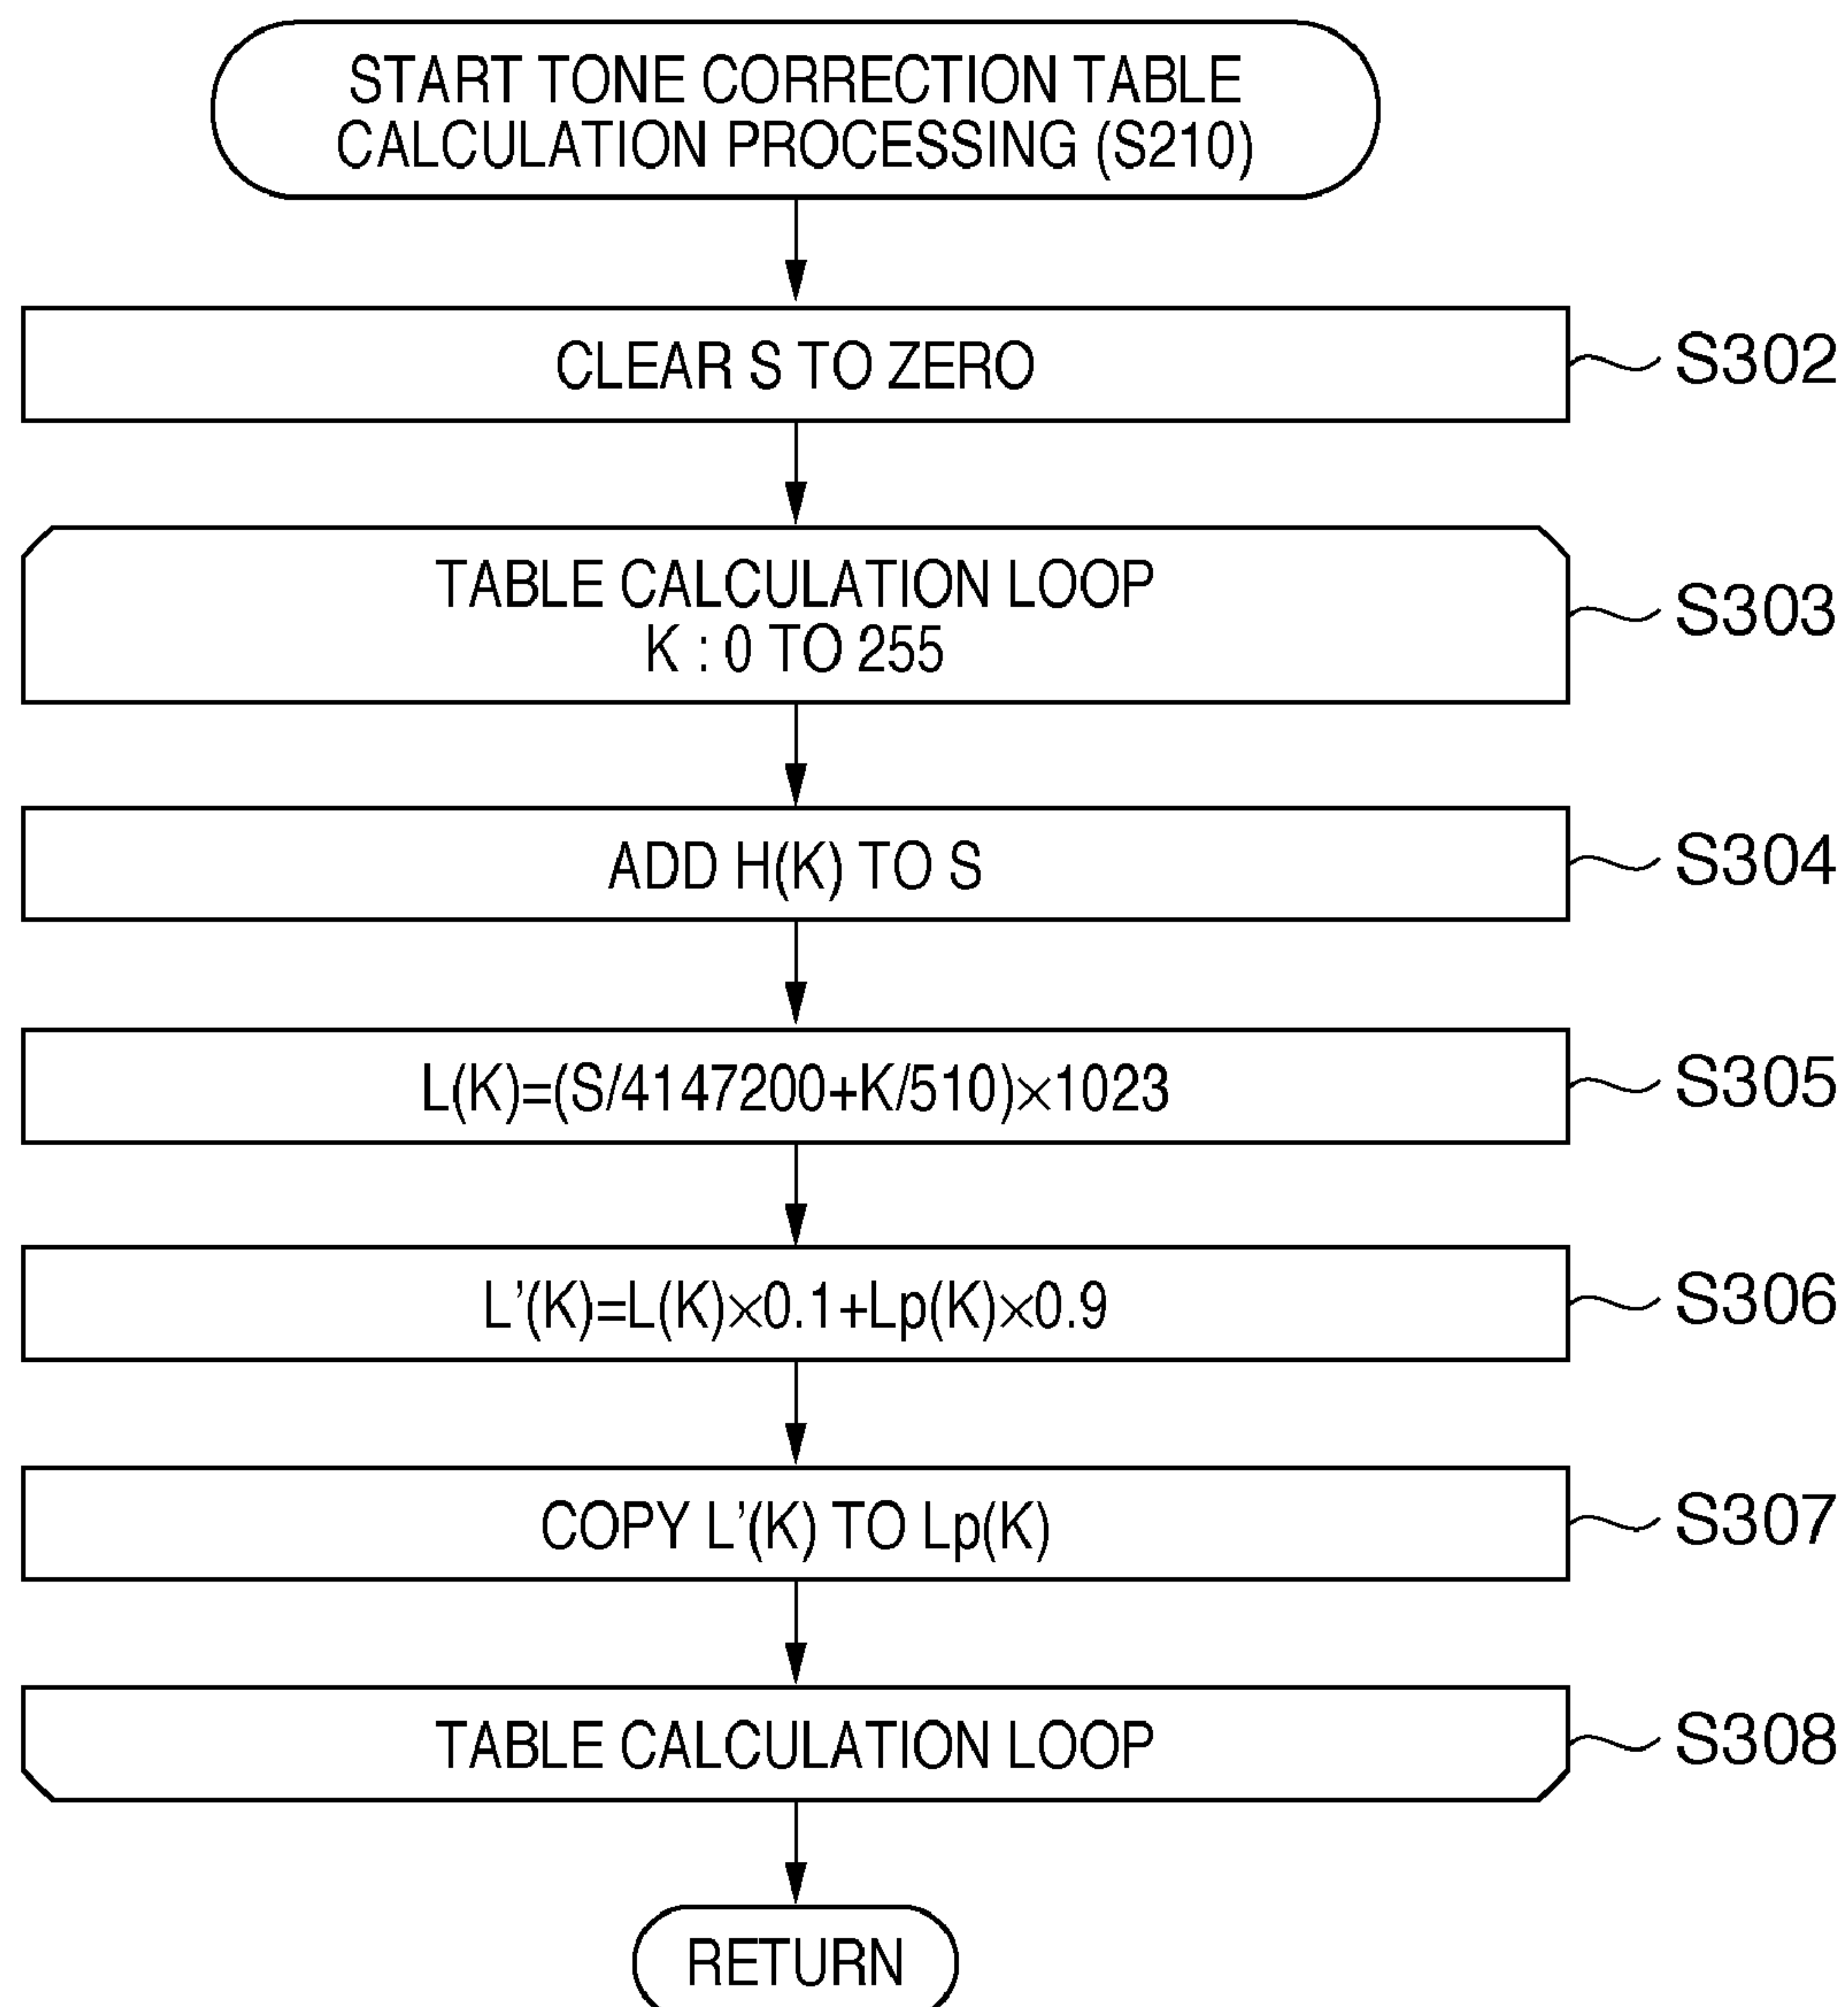 START TONE CORRECTION TABLE
CALCULATION PROCESSING (S210)
CLEAR S TO ZERO
S302
TABLE CALCULATION LOOP
K : 0 TO 255
S303
ADD H(K) TO S
S304
L(K)=(S/4147200+K/510)×1023
S305
L’(K)=L(K)×0.1+Lp(K)×0.9
S306
COPY L’(K) TO Lp(K)
S307
TABLE CALCULATION LOOP
S308
RETURN